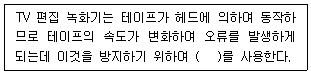 TV 편집 녹화기는 테이프가 헤드에 의하여 동작하
므로 테이프의 속도가 변화하여 오류를 발생하게
되는데 이것을 방지하기 위하여 (   )를 사용한다.